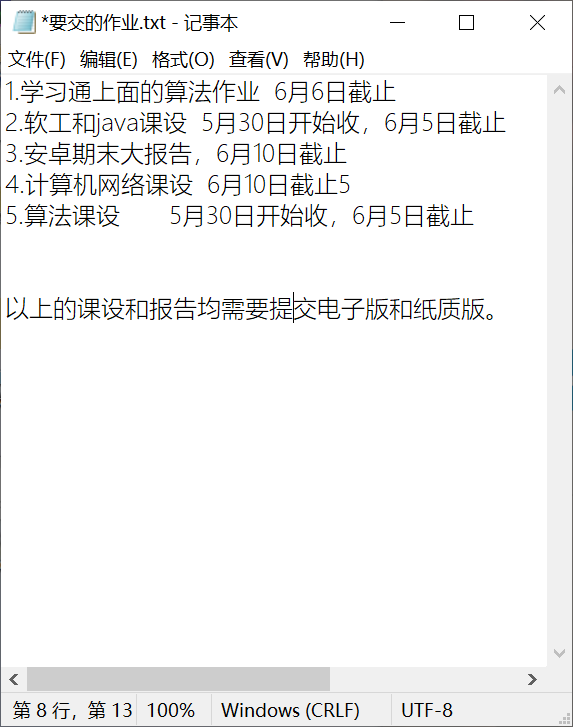 *要交的作业.txt - 记事本
文件(F) 编辑(E) 格式(O) 查看(V) 帮助(H)
1.学习通上面的算法作业  6月6日截止
2.软工和java课设  5月30日开始收，6月5日截止
3.安卓期末大报告，6月10日截止
4.计算机网络课设  6月10日截止5
5.算法课设      5月30日开始收，6月5日截止
以上的课设和报告均需要提交电子版和纸质版。
第 8 行，第 13 100% Windows (CRLF) UTF-8